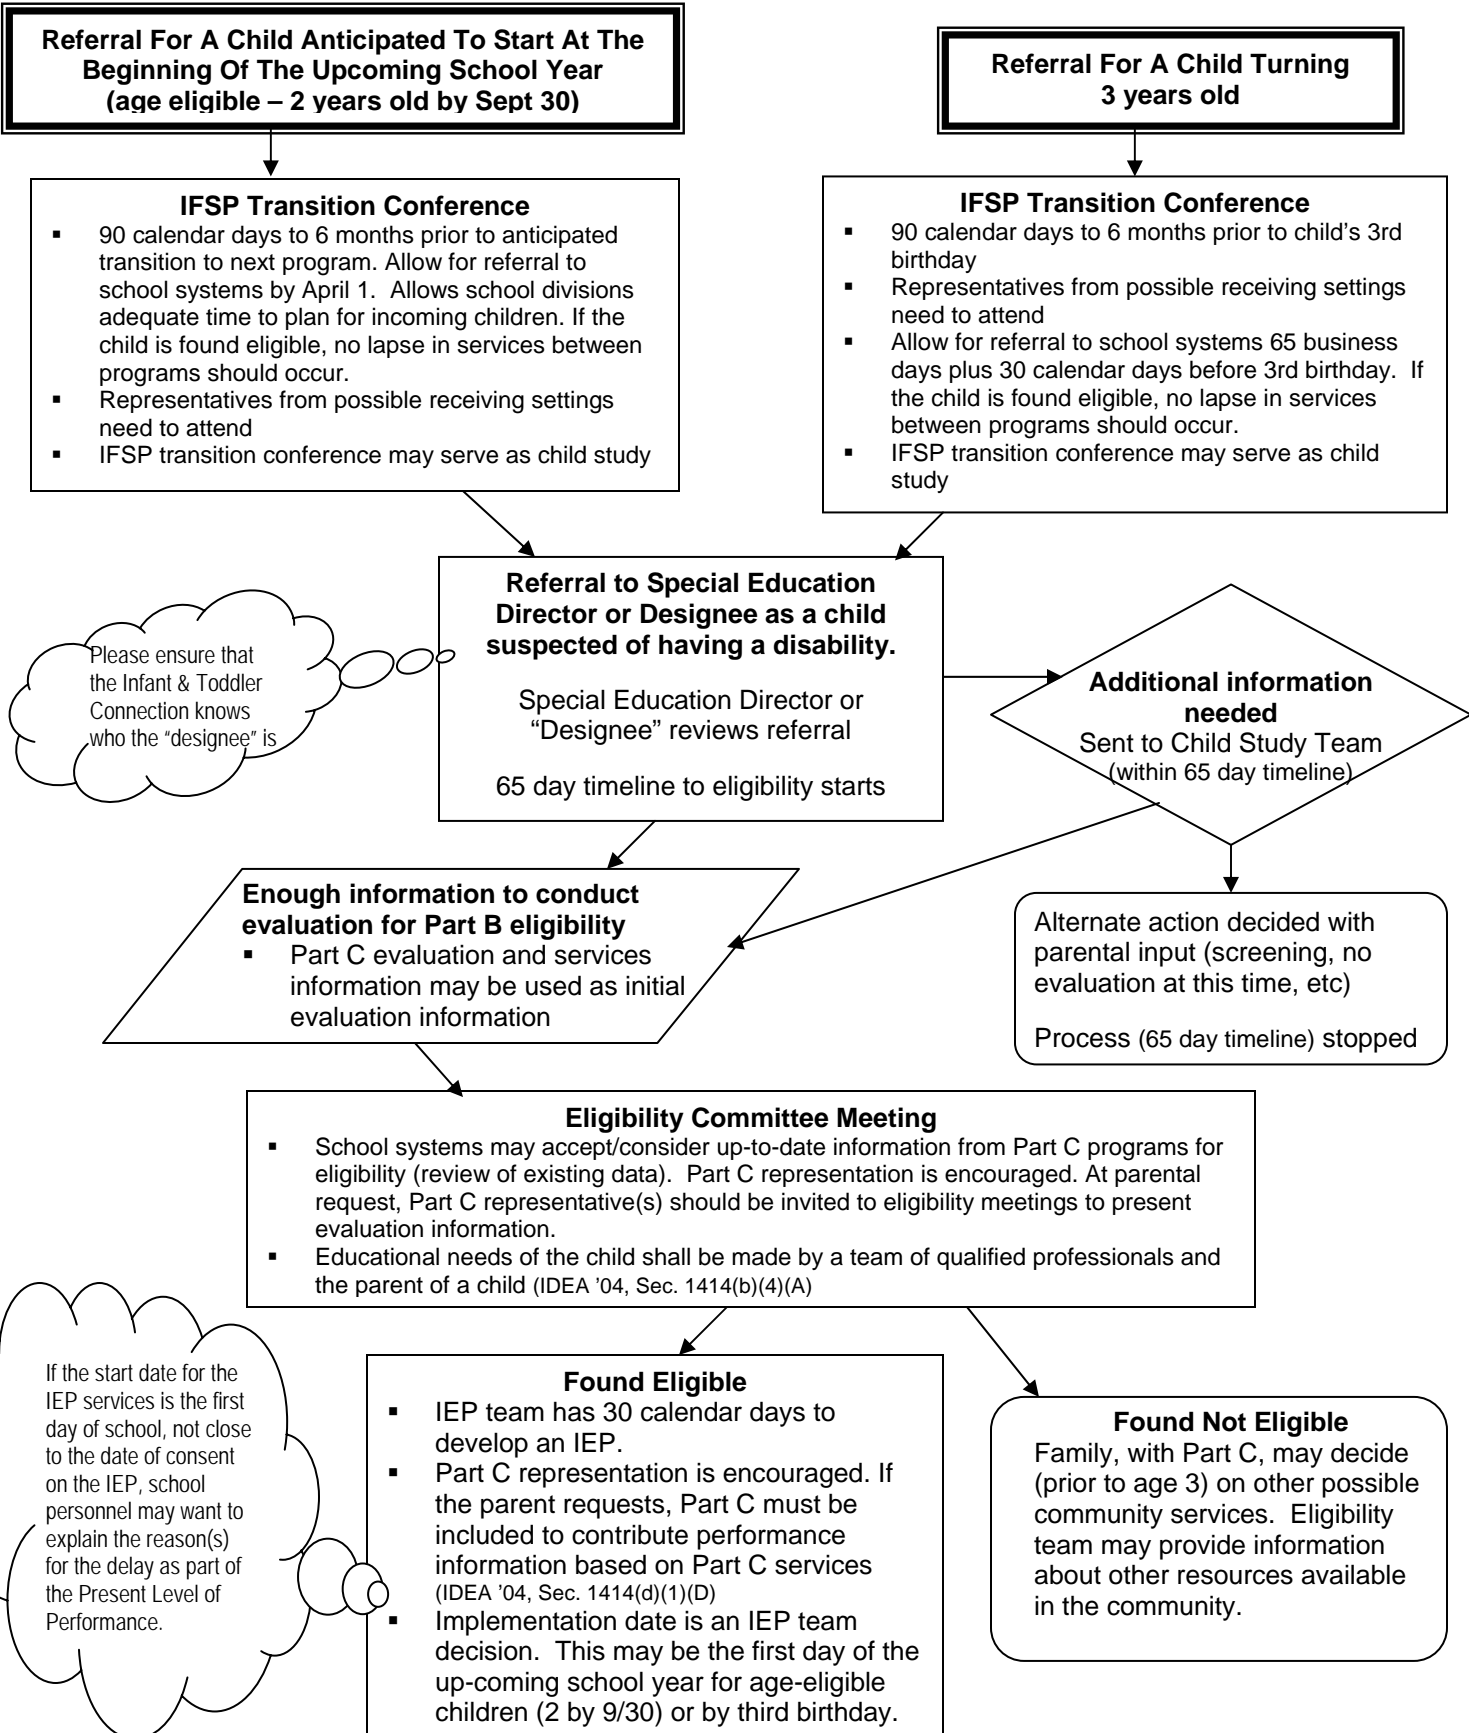 Referral For A Child Anticipated To Start At The
Beginning Of The Upcoming School Year
(age eligible – 2 years old by Sept 30)
Referral For A Child Turning
3 years old
IFSP Transition Conference
▪ 90 calendar days to 6 months prior to anticipated
transition to next program. Allow for referral to
school systems by April 1. Allows school divisions
adequate time to plan for incoming children. If the
child is found eligible, no lapse in services between
programs should occur.
▪ Representatives from possible receiving settings
need to attend
▪ IFSP transition conference may serve as child study
IFSP Transition Conference
▪ 90 calendar days to 6 months prior to child's 3rd
birthday
▪ Representatives from possible receiving settings
need to attend
▪ Allow for referral to school systems 65 business
days plus 30 calendar days before 3rd birthday. If
the child is found eligible, no lapse in services
between programs should occur.
▪ IFSP transition conference may serve as child
study
Please ensure that
the Infant & Toddler
Connection knows
who the "designee" is
Referral to Special Education
Director or Designee as a child
suspected of having a disability.
Special Education Director or
“Designee” reviews referral
65 day timeline to eligibility starts
Additional information
needed
Sent to Child Study Team
(within 65 day timeline)
Enough information to conduct
evaluation for Part B eligibility
▪ Part C evaluation and services
information may be used as initial
evaluation information
Alternate action decided with
parental input (screening, no
evaluation at this time, etc)
Process (65 day timeline) stopped
Eligibility Committee Meeting
▪ School systems may accept/consider up-to-date information from Part C programs for
eligibility (review of existing data). Part C representation is encouraged. At parental
request, Part C representative(s) should be invited to eligibility meetings to present
evaluation information.
▪ Educational needs of the child shall be made by a team of qualified professionals and
the parent of a child (IDEA '04, Sec. 1414(b)(4)(A)
If the start date for the
IEP services is the first
day of school, not close
to the date of consent
on the IEP, school
personnel may want to
explain the reason(s)
for the delay as part of
the Present Level of
Performance.
Found Eligible
▪ IEP team has 30 calendar days to
develop an IEP.
▪ Part C representation is encouraged. If
the parent requests, Part C must be
included to contribute performance
information based on Part C services
(IDEA '04, Sec. 1414(d)(1)(D)
▪ Implementation date is an IEP team
decision. This may be the first day of the
up-coming school year for age-eligible
children (2 by 9/30) or by third birthday.
Found Not Eligible
Family, with Part C, may decide
(prior to age 3) on other possible
community services. Eligibility
team may provide information
about other resources available
in the community.